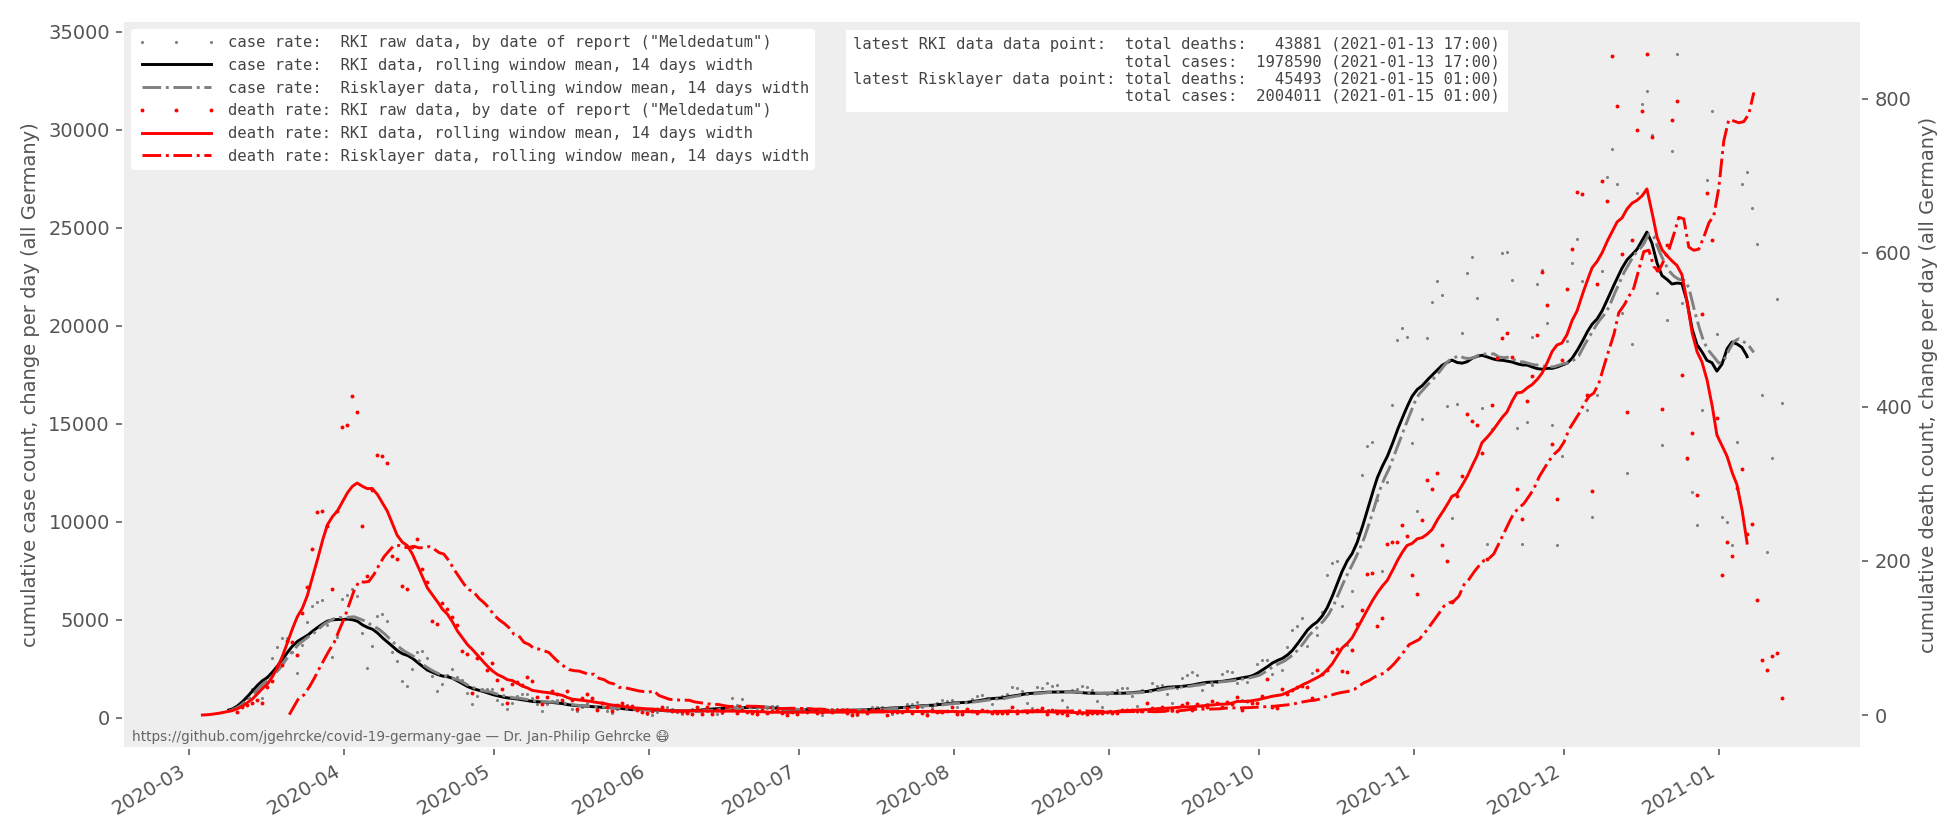 35000
30000
25000
20000
15000
10000
5000
0
cumulative case count, change per day (all Germany)
case rate:  RKI raw data, by date of report ("Meldedatum")
case rate:  RKI data, rolling window mean, 14 days width
case rate:  Risklayer data, rolling window mean, 14 days width
death rate: RKI raw data, by date of report ("Meldedatum")
death rate: RKI data, rolling window mean, 14 days width
death rate: Risklayer data, rolling window mean, 14 days width
latest RKI data data point:  total deaths:   43881 (2021-01-13 17:00)
total cases:  1978590 (2021-01-13 17:00)
latest Risklayer data point: total deaths:   45493 (2021-01-15 01:00)
total cases:  2004011 (2021-01-15 01:00)
800
600
400
200
0
cumulative death count, change per day (all Germany)
https://github.com/jgehrcke/covid-19-germany-gae — Dr. Jan-Philip Gehrcke 😷
2020-03
2020-04
2020-05
2020-06
2020-07
2020-08
2020-09
2020-10
2020-11
2020-12
2021-01